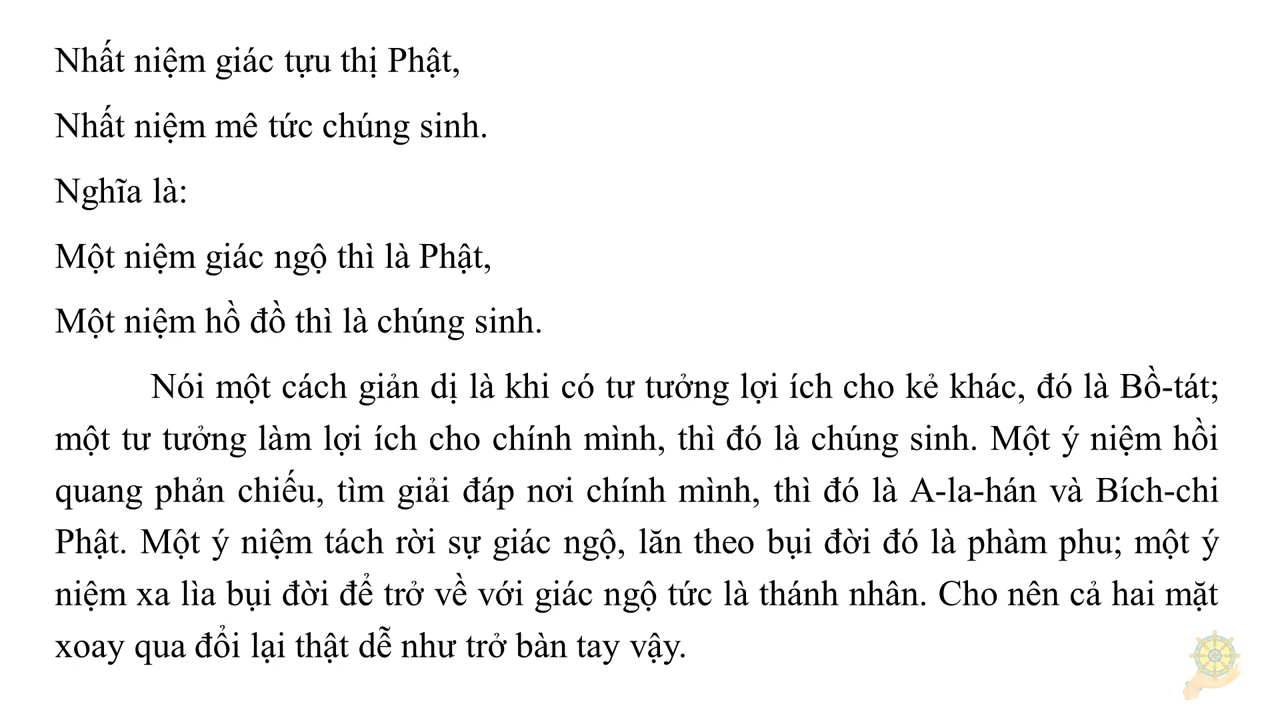 Nhất niệm giác tựu thị Phật,
Nhất niệm mê tức chúng sinh.
Nghĩa là:
Một niệm giác ngộ thì là Phật,
Một niệm hồ đồ thì là chúng sinh.
Nói một cách giản dị là khi có tư tưởng lợi ích cho kẻ khác, đó là Bồ-tát;
một tư tưởng làm lợi ích cho chính mình, thì đó là chúng sinh. Một ý niệm hồi
quang phản chiếu, tìm giải đáp nơi chính mình, thì đó là A-la-hán và Bích-chi
Phật. Một ý niệm tách rời sự giác ngộ, lăn theo bụi đời đó là phàm phu; một ý
niệm xa lìa bụi đời để trở về với giác ngộ tức là thánh nhân. Cho nên cả hai mặt
xoay qua đổi lại thật dễ như trở bàn tay vậy.